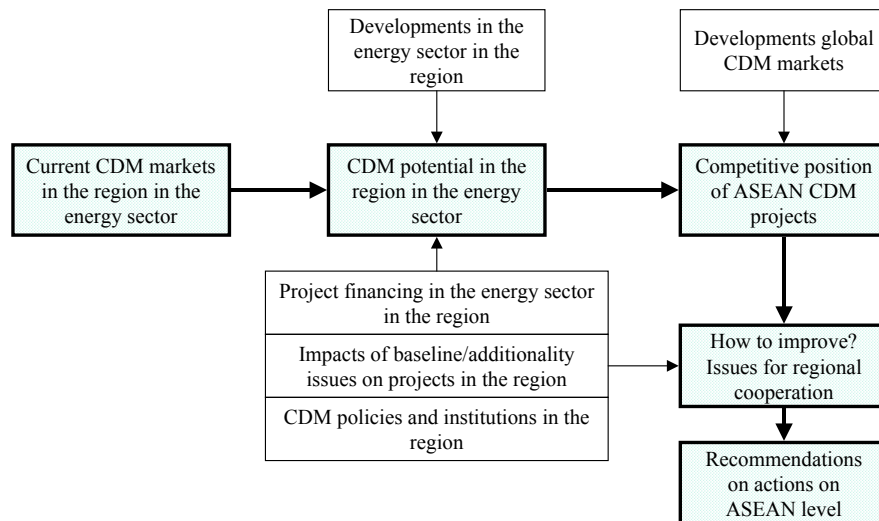 Developments in the
energy sector in the
region
Developments global
CDM markets
Current CDM markets
in the region in the
energy sector
CDM potential in the
region in the energy
sector
Competitive position
of ASEAN CDM
projects
Project financing in the energy sector
in the region
Impacts of baseline/additionality
issues on projects in the region
CDM policies and institutions in the
region
How to improve?
Issues for regional
cooperation
Recommendations
on actions on
ASEAN level